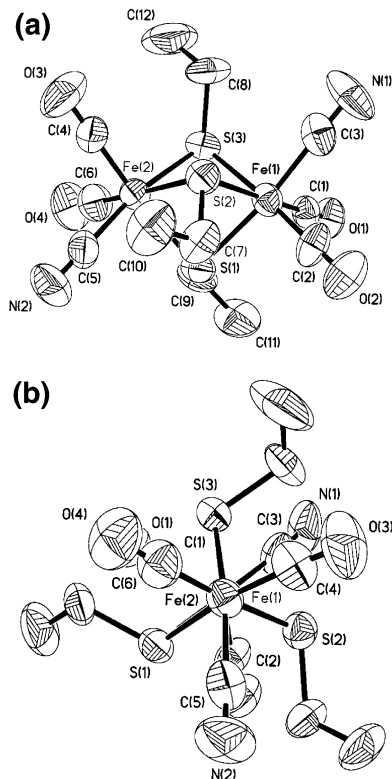 (a)
C(12)
O(3)
C(8)
N(1)
C(4)
S(3)
C(3)
Fe(2)
Fe(1)
C(6)
S(2)
C(1)
O(4)
O(1)
C(5)
C(10)
C(7)
S(1)
C(2)
N(2)
C(9)
O(2)
C(11)
(b)
S(3)
N(1)
O(4)
O(1)
C(3)
O(3)
C(1)
C(6)
C(4)
Fe(2)
Fe(1)
S(2)
C(2)
S(1)
C(5)
N(2)